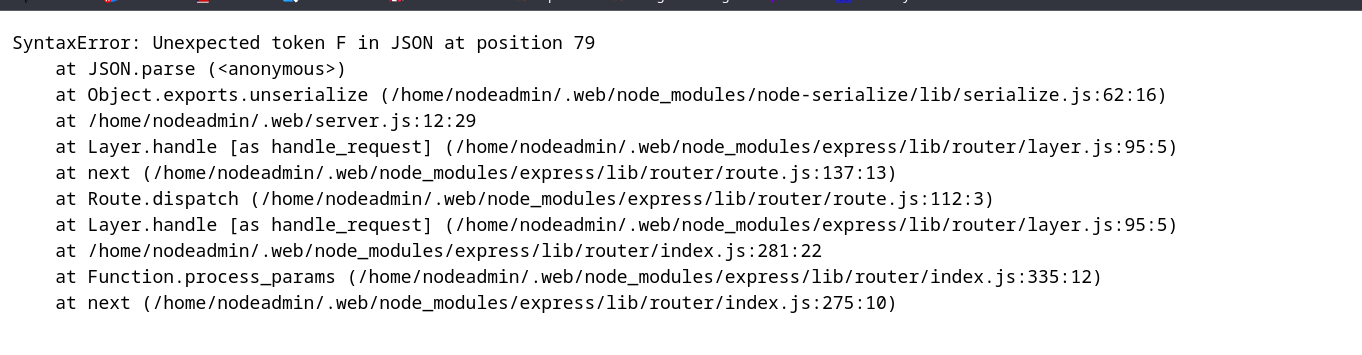 SyntaxError: Unexpected token F in JSON at position 79
at JSON.parse (<anonymous>)
at Object.exports.unserialize (/home/nodeadmin/.web/node_modules/node-serialize/lib/serialize.js:62:16)
at /home/nodeadmin/.web/server.js:12:29
at Layer.handle [as handle_request] (/home/nodeadmin/.web/node_modules/express/lib/router/layer.js:95:5)
at next (/home/nodeadmin/.web/node_modules/express/lib/router/route.js:137:13)
at Route.dispatch (/home/nodeadmin/.web/node_modules/express/lib/router/route.js:112:3)
at Layer.handle [as handle_request] (/home/nodeadmin/.web/node_modules/express/lib/router/layer.js:95:5)
at /home/nodeadmin/.web/node_modules/express/lib/router/index.js:281:22
at Function.process_params (/home/nodeadmin/.web/node_modules/express/lib/router/index.js:335:12)
at next (/home/nodeadmin/.web/node_modules/express/lib/router/index.js:275:10)